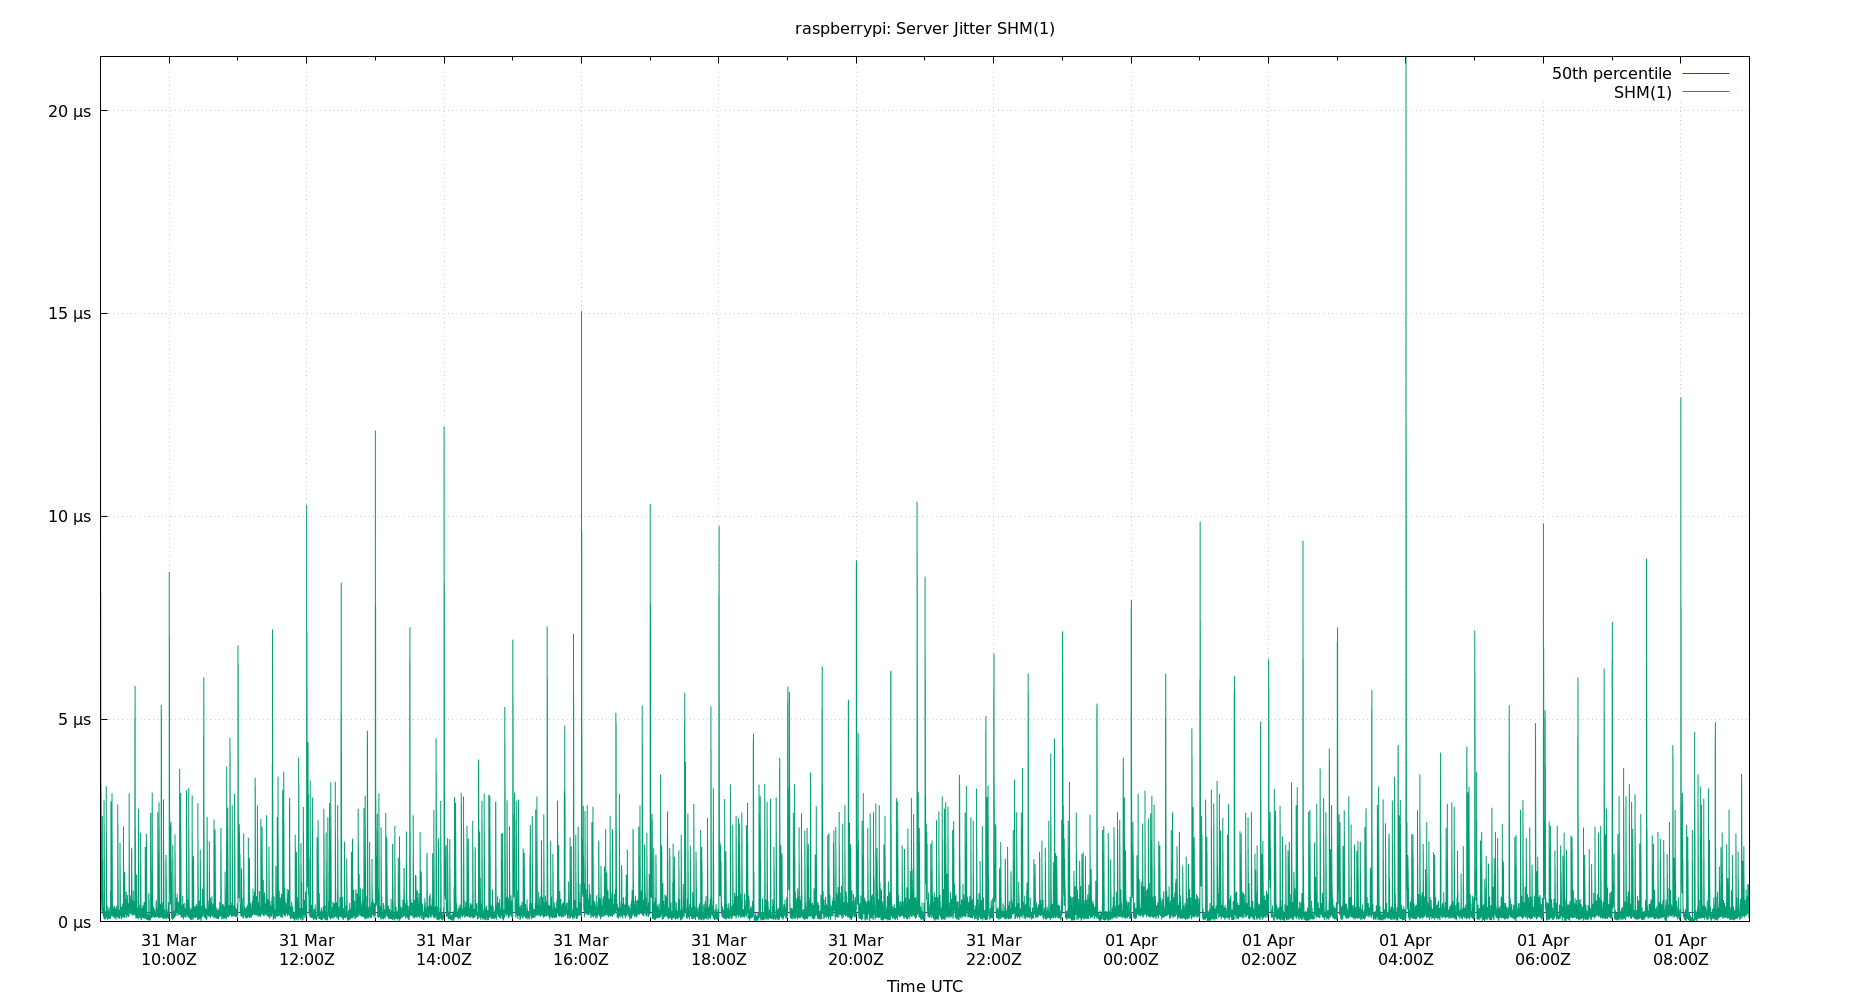 raspberrypi: Server Jitter SHM(1)
50th percentile
SHM(1)
20 µs
15 µs
10 µs
5 µs
0 µs
31 Mar 31 Mar 31 Mar 31 Mar 31 Mar 31 Mar 31 Mar 01 Apr 01 Apr 01 Apr 01 Apr 01 Apr
10:00Z 12:00Z 14:00Z 16:00Z 18:00Z 20:00Z 22:00Z 00:00Z 02:00Z 04:00Z 06:00Z 08:00Z
Time UTC